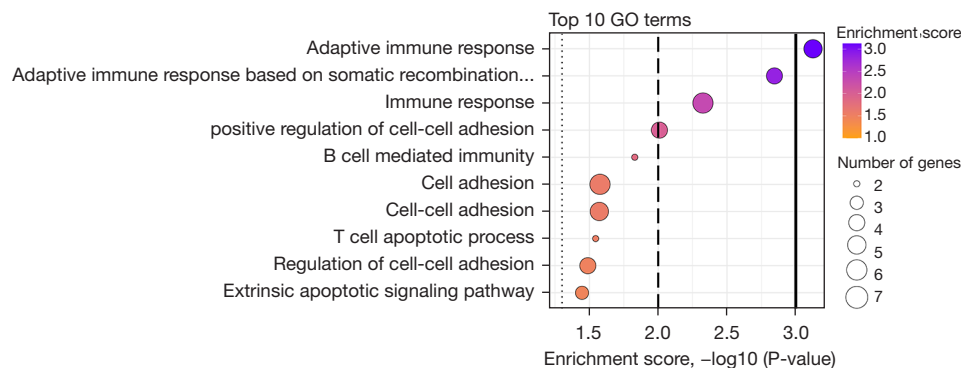 Top 10 GO terms
Adaptive immune response
Adaptive immune response based on somatic recombination...
Immune response
positive regulation of cell-cell adhesion
B cell mediated immunity
Cell adhesion
Cell-cell adhesion
T cell apoptotic process
Regulation of cell-cell adhesion
Extrinsic apoptotic signaling pathway
1.5 2.0 2.5 3.0
Enrichment score, −log10 (P-value)
Enrichment score
3.0
2.5
2.0
1.5
1.0
Number of genes
2
3
4
5
6
7